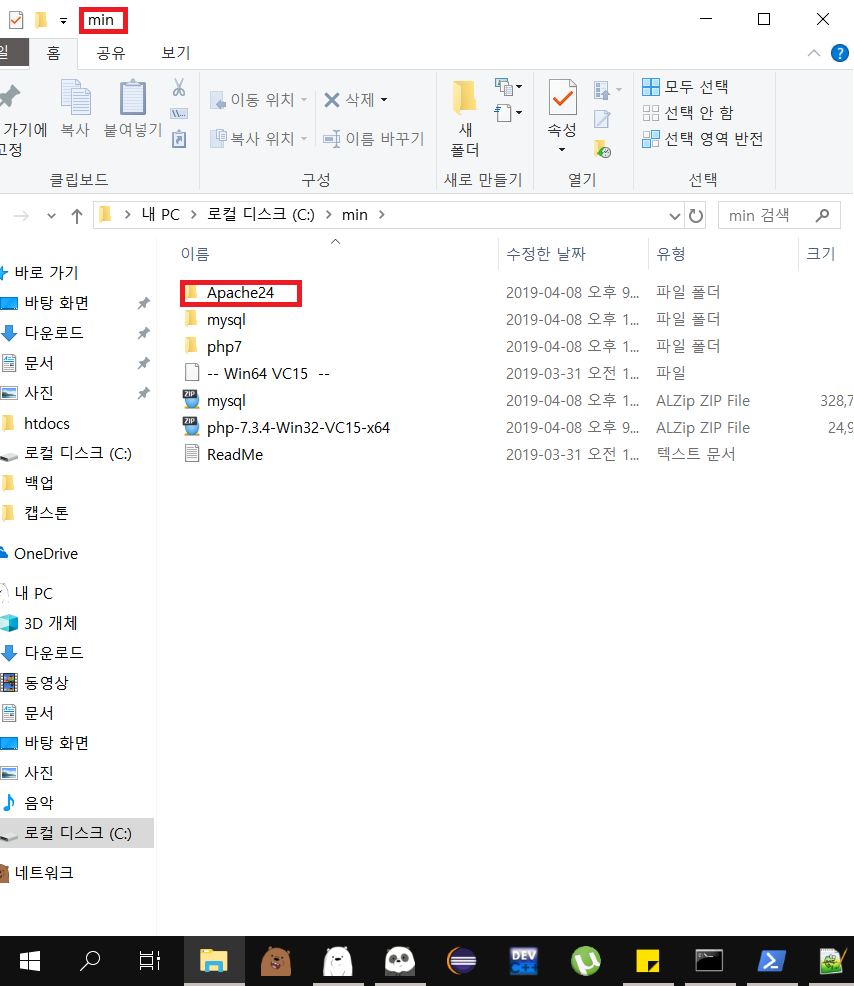 min
일 홈 공유 보기
가기에 고정
복사
붙여넣기
클립보드
이동 위치
복사 위치
삭제
이름 바꾸기
구성
새 폴더
새로 만들기
속성
열기
모두 선택
선택 안 함
선택 영역 반전
선택
내 PC > 로컬 디스크 (C:) > min >
min 검색
이름 수정한 날짜 유형 크기
Apache24 2019-04-08 오후 9... 파일 폴더
mysql 2019-04-08 오후 1... 파일 폴더
php7 2019-04-08 오후 1... 파일 폴더
-- Win64 VC15 -- 2019-03-31 오전 1... 파일
mysql 2019-04-08 오후 1... ALZip ZIP File 328,7
php-7.3.4-Win32-VC15-x64 2019-04-08 오후 9... ALZip ZIP File 24,9
ReadMe 2019-03-31 오전 1... 텍스트 문서
바로 가기
바탕 화면
다운로드
문서
사진
htdocs
로컬 디스크 (C:)
백업
캡스톤
OneDrive
내 PC
3D 개체
다운로드
동영상
문서
바탕 화면
사진
음악
로컬 디스크 (C:)
네트워크
DEV
C++